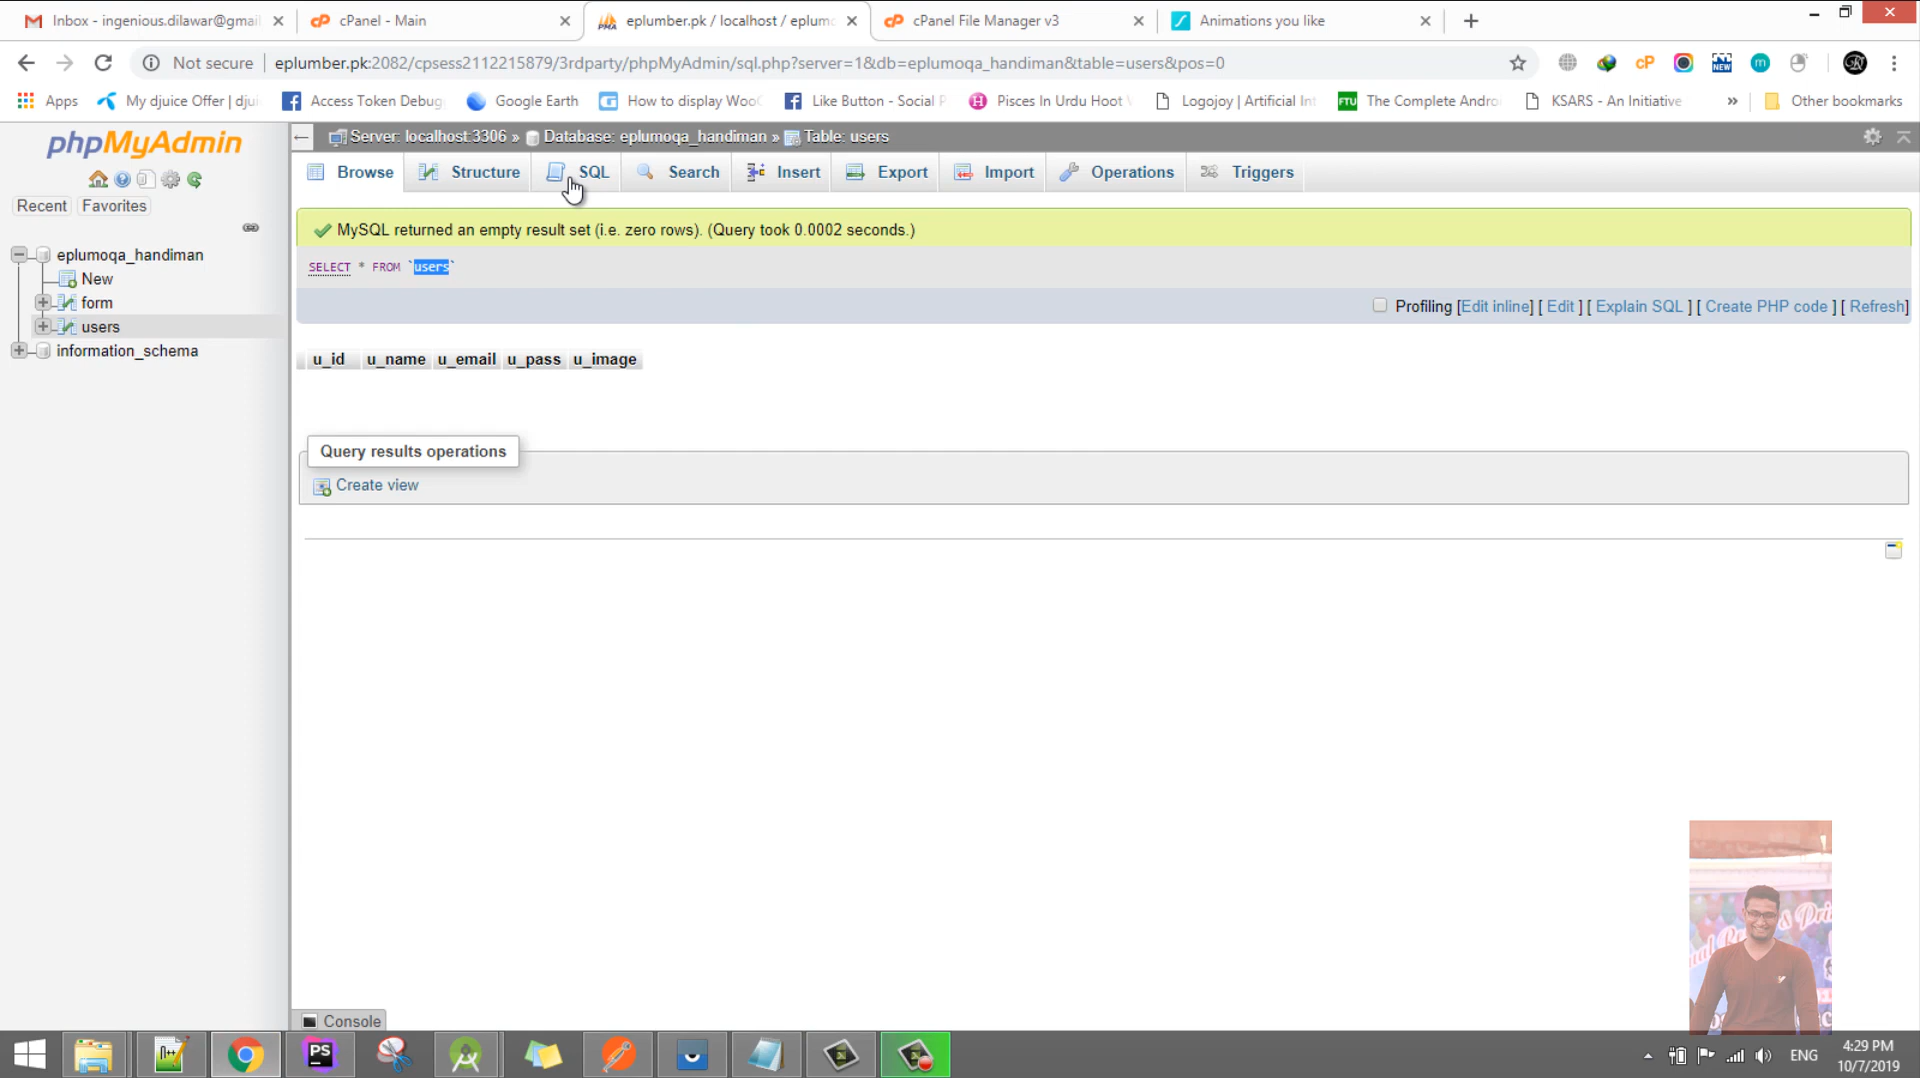 Inbox - ingenious.dilawar@gmail
cPanel - Main
eplumber.pk / localhost / eplumo
cPanel File Manager v3
Animations you like
Not secure
eplumber.pk:2082/cpsess2112215879/3rdparty/phpMyAdmin/sql.php?server=1&db=eplumoqa_handiman&table=users&pos=0
Apps
My djuice Offer | djui
Access Token Debug
Google Earth
How to display Woo
Like Button - Social P
Pisces In Urdu Hoot
Logojoy | Artificial Int
FTU
The Complete Andro
KSARS - An Initiative
»
Other bookmarks
phpMyAdmin
Server: localhost:3306 » Database: eplumoqa_handiman » Table: users
Browse
Structure
SQL
Search
Insert
Export
Import
Operations
Triggers
Recent
Favorites
eplumoqa_handiman
New
form
users
information_schema
MySQL returned an empty result set (i.e. zero rows). (Query took 0.0002 seconds.)
SELECT * FROM `users`
Profiling [Edit inline] [ Edit ] [ Explain SQL ] [ Create PHP code ] [ Refresh]
u_id u_name u_email u_pass u_image
Query results operations
Create view
Console
ENG
4:29 PM
10/7/2019